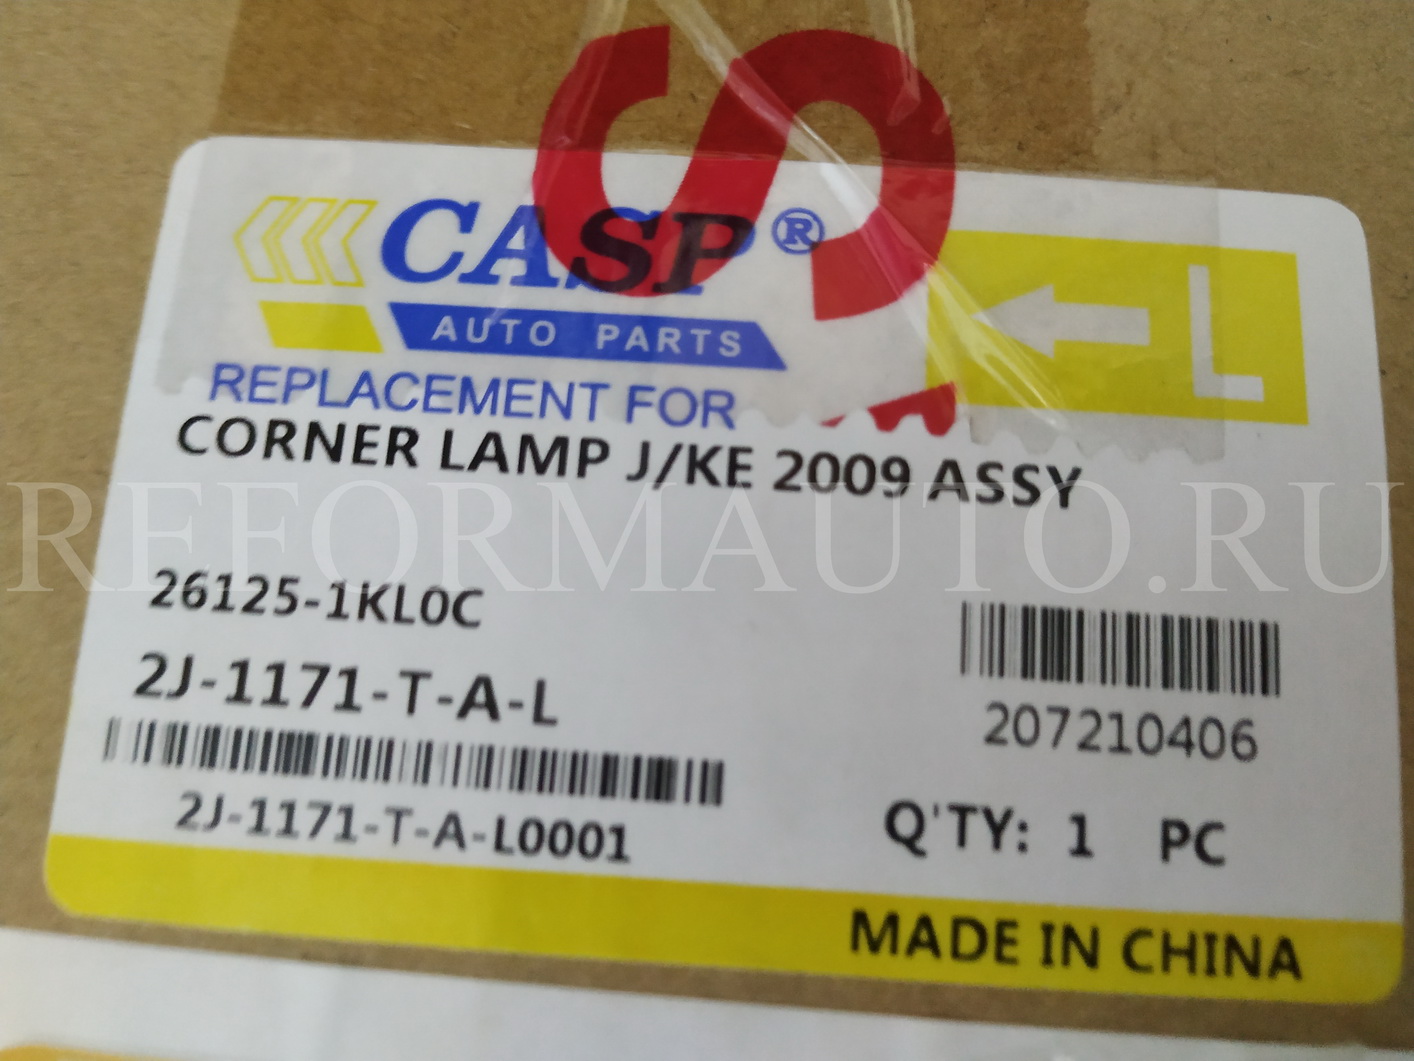 CASP®
AUTO PARTS
L
REPLACEMENT FOR
CORNER LAMP J/KE 2009 ASSY
REFORMAUTO.RU
26125-1KL0C
2J-1171-T-A-L
207210406
2J-1171-T-A-L0001
Q'TY: 1 PC
MADE IN CHINA